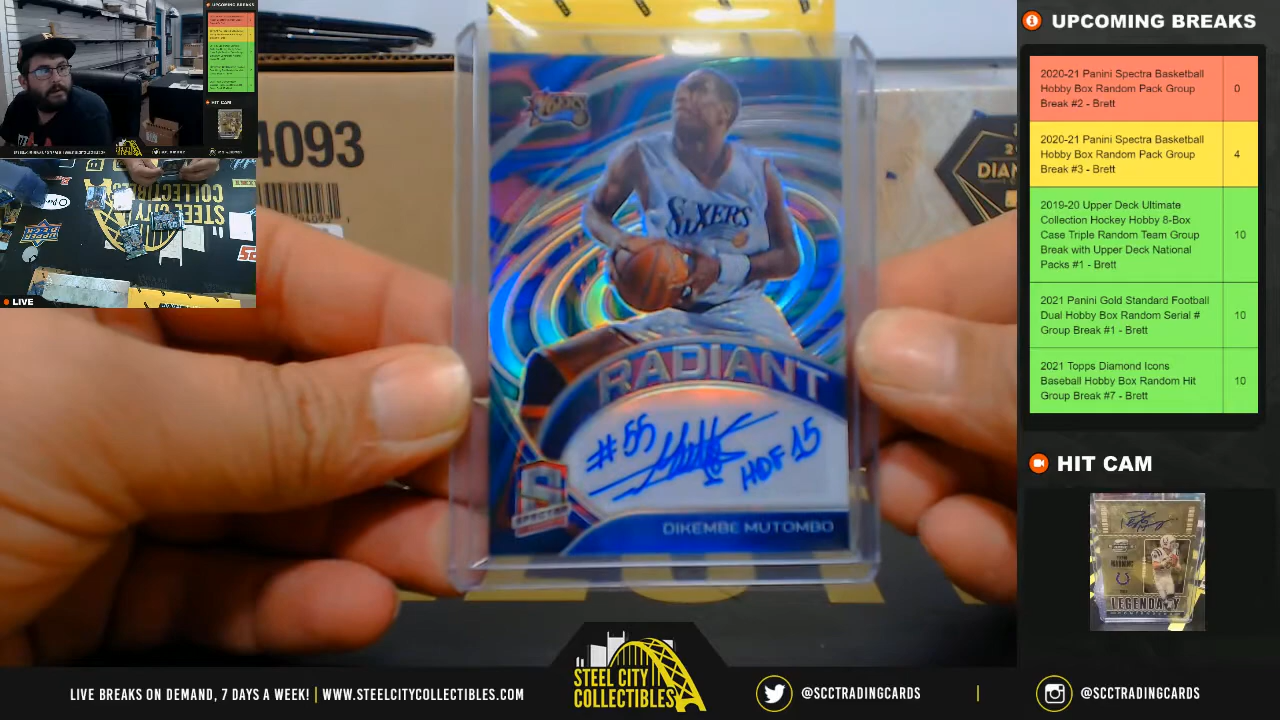 UPCOMING BREAKS
2020-21 Panini Spectra Basketball
Hobby Box Random Pack Group
Break #2 - Brett
0
2020-21 Panini Spectra Basketball
Hobby Box Random Pack Group
Break #3 - Brett
4
2019-20 Upper Deck Ultimate
Collection Hockey Hobby 8-Box
Case Triple Random Team Group
Break with Upper Deck National
Packs #1 - Brett
10
2021 Panini Gold Standard Football
Dual Hobby Box Random Serial #
Group Break #1 - Brett
10
2021 Topps Diamond Icons
Baseball Hobby Box Random Hit
Group Break #7 - Brett
10
HIT CAM
LEGENDARY
LIVE
STEEL CITY
4093
DIAM
SIXERS
SIXERS
RADIANT
#55
HOF 15
SPECTRA
DIKEMBE MUTOMBO
LIVE BREAKS ON DEMAND, 7 DAYS A WEEK! | WWW.STEELCITYCOLLECTIBLES.COM
STEEL CITY
COLLECTIBLES
@SCCTRADINGCARDS
|
@SCCTRADINGCARDS